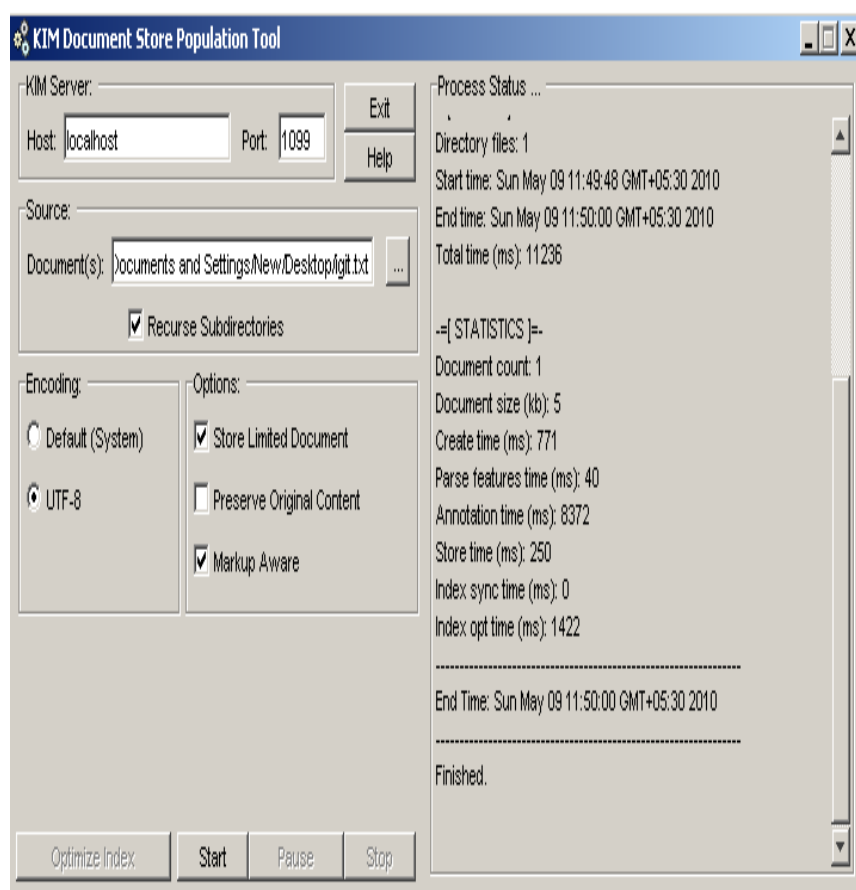 KIM Document Store Population Tool
KIM Server:
Host: localhost Port: 1099
Exit
Help
Source:
Document(s): Documents and Settings/New/Desktop/igit.txt ...
Recurse Subdirectories
Encoding:
Default (System)
UTF-8
Options:
Store Limited Document
Preserve Original Content
Markup Aware
Optimize Index Start Pause Stop
Process Status ...
Directory files: 1
Start time: Sun May 09 11:49:48 GMT+05:30 2010
End time: Sun May 09 11:50:00 GMT+05:30 2010
Total time (ms): 11236
-=[ STATISTICS ]=-
Document count: 1
Document size (kb): 5
Create time (ms): 771
Parse features time (ms): 40
Annotation time (ms): 8372
Store time (ms): 250
Index sync time (ms): 0
Index opt time (ms): 1422
--------------------------------------------------------------
End Time: Sun May 09 11:50:00 GMT+05:30 2010
--------------------------------------------------------------
Finished.